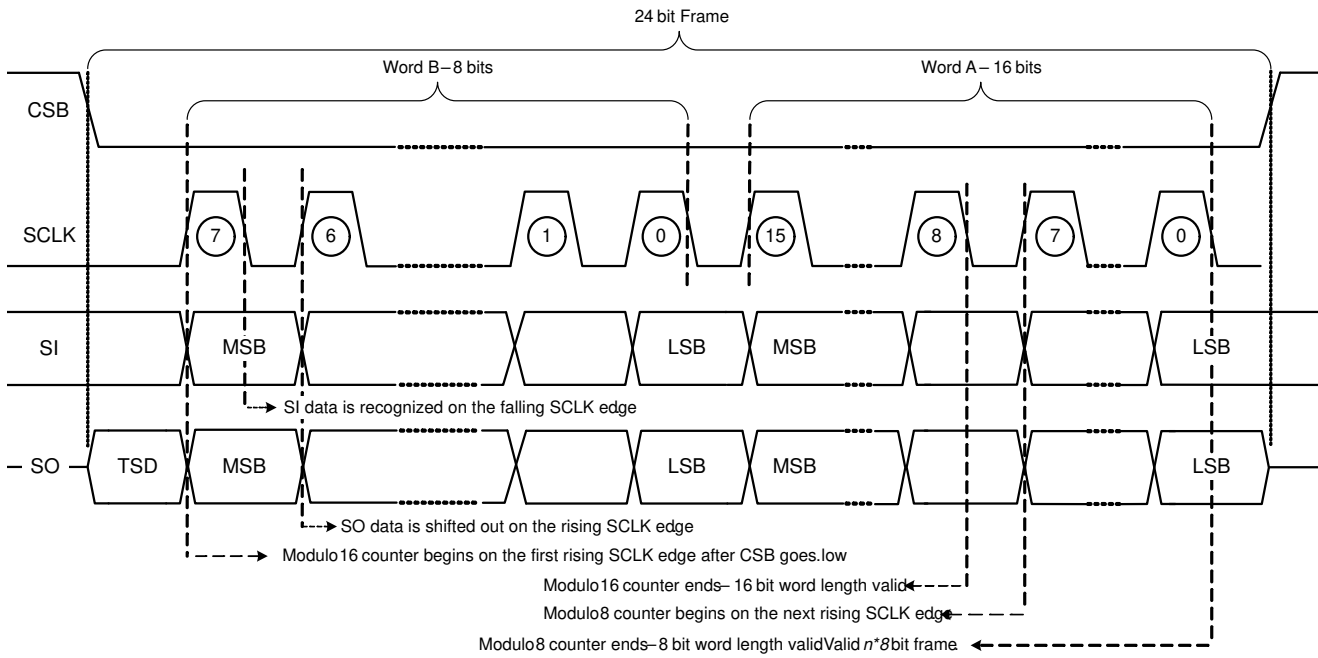 24 bit Frame
Word B–8 bits
Word A–16 bits
CSB
SCLK
7
6
1
0
15
8
7
0
SI
MSB
LSB
MSB
LSB
SI data is recognized on the falling SCLK edge
SO
TSD
MSB
LSB
MSB
LSB
SO data is shifted out on the rising SCLK edge
Modulo16 counter begins on the first rising SCLK edge after CSB goes.low
Modulo16 counter ends–16 bit word length valid
Modulo8 counter begins on the next rising SCLK edge
Modulo8 counter ends–8 bit word length validValid n*8bit frame.